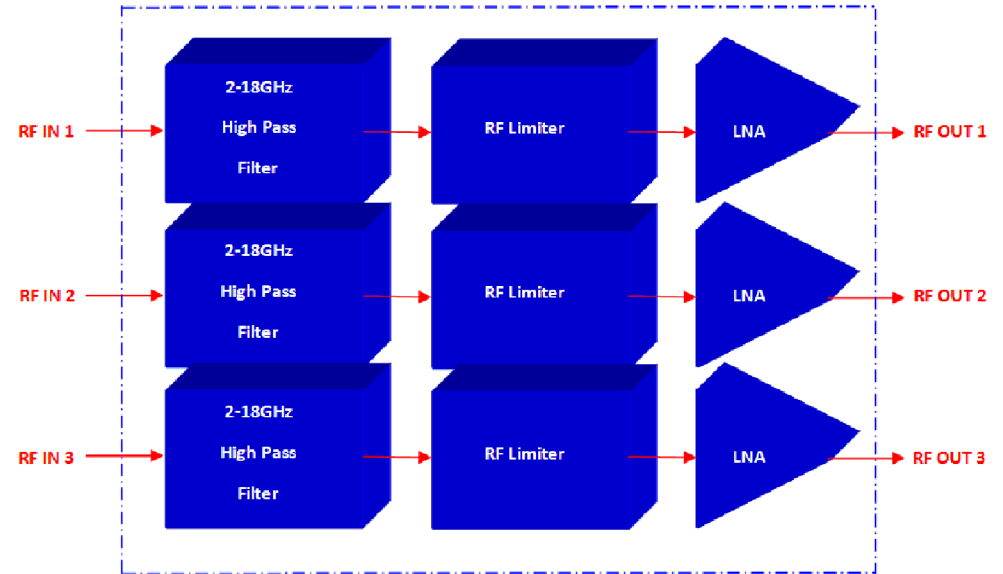 2-18GHz
RF IN 1
High Pass
RF Limiter
LNA
RF OUT 1
Filter
2-18GHz
RF IN 2
High Pass
RF Limiter
LNA
RF OUT 2
Filter
2-18GHz
RF IN 3
High Pass
RF Limiter
LNA
RF OUT 3
Filter